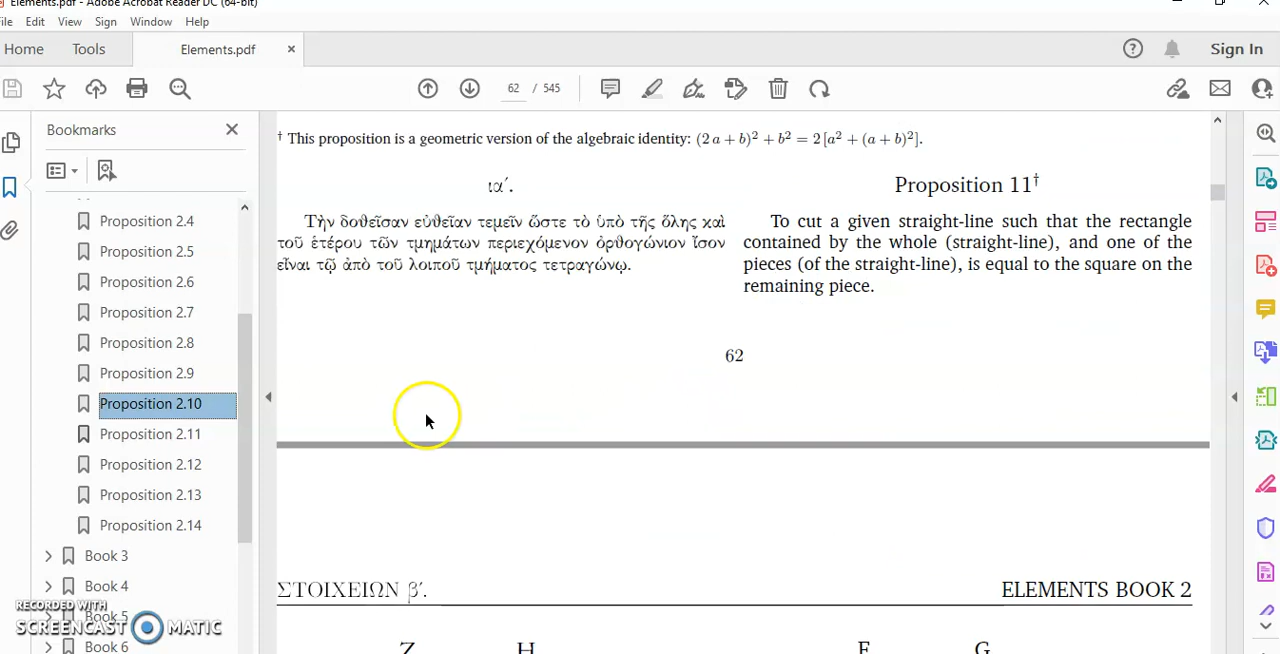 Elements.pdf - Adobe Acrobat Reader DC (64-bit)
File Edit View Sign Window Help
Home Tools Elements.pdf × Sign In
62 / 545
Bookmarks
Proposition 2.4
Proposition 2.5
Proposition 2.6
Proposition 2.7
Proposition 2.8
Proposition 2.9
Proposition 2.10
Proposition 2.11
Proposition 2.12
Proposition 2.13
Proposition 2.14
Book 3
Book 4
Book 5
Book 6
RECORDED WITH
SCREENCAST MATIC
† This proposition is a geometric version of the algebraic identity: (2 a + b)² + b² = 2 [a² + (a + b)²].
ια΄.
Τὴν δοθεῖσαν εὐθεῖαν τεμεῖν ὥστε τὸ ὑπὸ τῆς ὅλης καὶ
τοῦ ἑτέρου τῶν τμημάτων περιεχόμενον ὀρθογώνιον ἴσον
εἶναι τῷ ἀπὸ τοῦ λοιποῦ τμήματος τετραγώνῳ.
Proposition 11†
To cut a given straight-line such that the rectangle
contained by the whole (straight-line), and one of the
pieces (of the straight-line), is equal to the square on the
remaining piece.
62
ΣΤΟΙΧΕΙΩΝ β΄.
ELEMENTS BOOK 2
Ζ Η F G